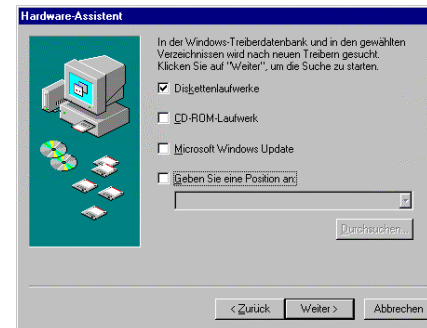 Hardware-Assistent
In der Windows-Treiberdatenbank und in den gewählten
Verzeichnissen wird nach neuen Treibern gesucht.
Klicken Sie auf "Weiter", um die Suche zu starten.
Diskettenlaufwerke
CD-ROM-Laufwerk
Microsoft Windows Update
Geben Sie eine Position an:
Durchsuchen...
< Zurück Weiter > Abbrechen